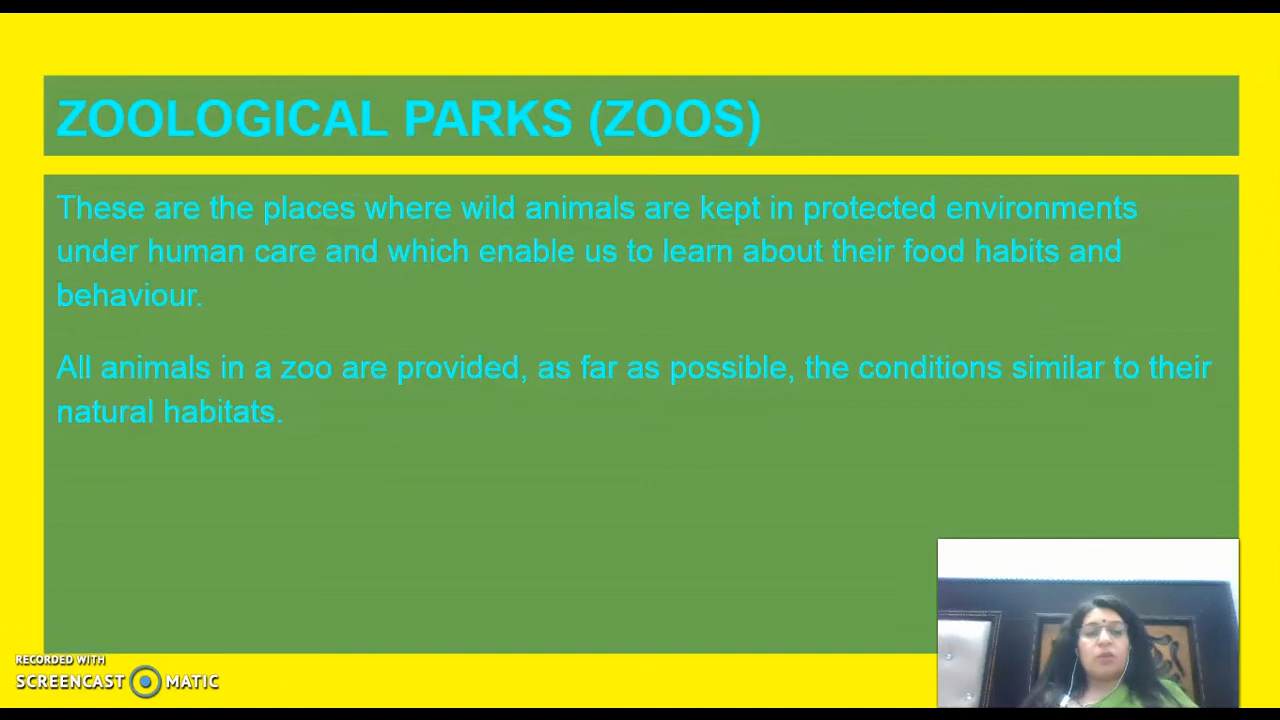 ZOOLOGICAL PARKS (ZOOS)
These are the places where wild animals are kept in protected environments
under human care and which enable us to learn about their food habits and
behaviour.
All animals in a zoo are provided, as far as possible, the conditions similar to their
natural habitats.
RECORDED WITH
SCREENCAST MATIC